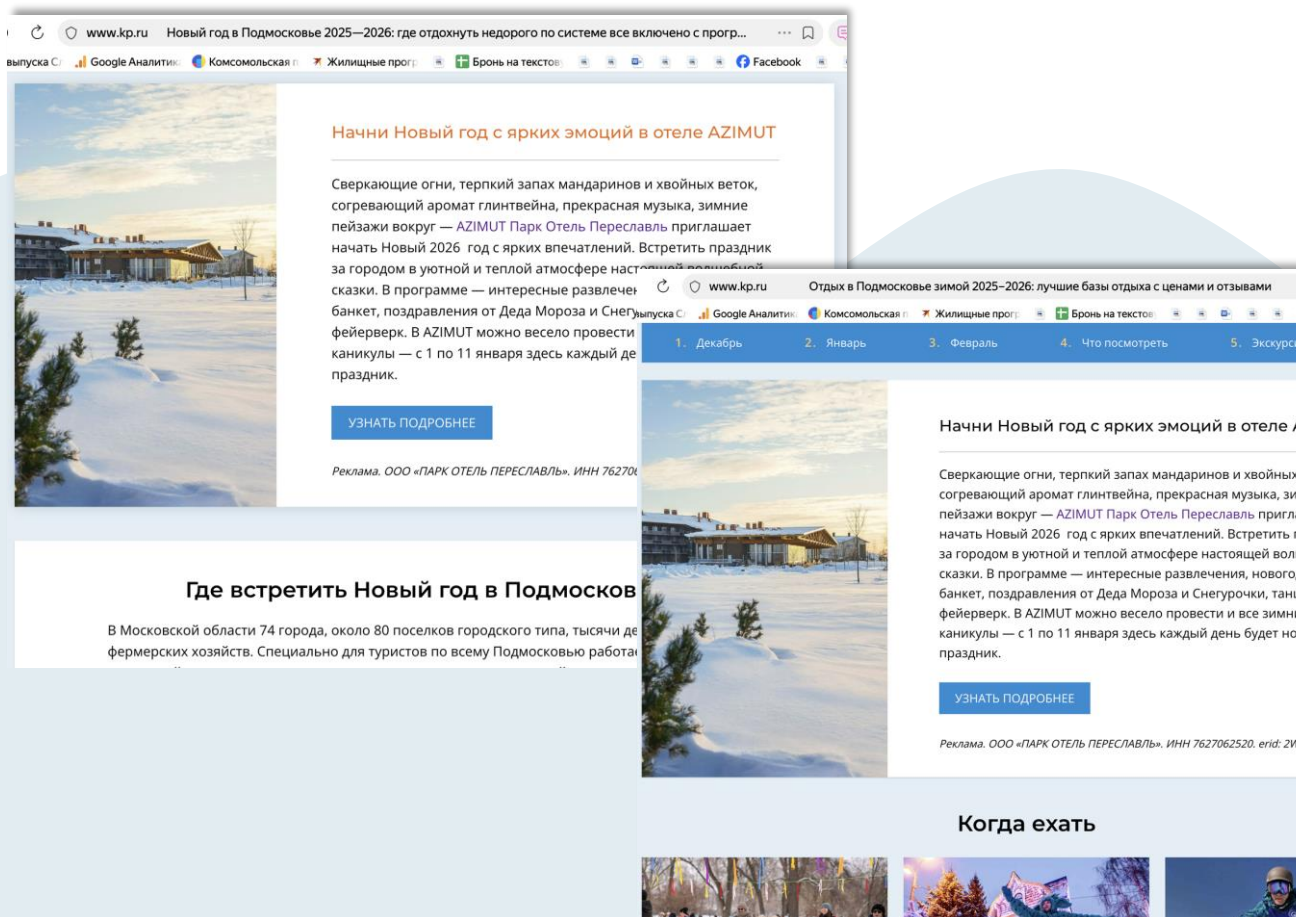 www.kp.ru Новый год в Подмосковье 2025—2026: где отдохнуть недорого по системе все включено с прогр...
выпуска С Google Аналитик Комсомольская п Жилищные прогр Бронь на текстов Facebook
Начни Новый год с ярких эмоций в отеле AZIMUT
Сверкающие огни, терпкий запах мандаринов и хвойных веток,
согревающий аромат глинтвейна, прекрасная музыка, зимние
пейзажи вокруг — AZIMUT Парк Отель Переславль приглашает
начать Новый 2026 год с ярких впечатлений. Встретить праздник
за городом в уютной и теплой атмосфере настоящей волшебной
сказки. В программе — интересные развлечен
банкет, поздравления от Деда Мороза и Снегу
фейерверк. В AZIMUT можно весело провести
каникулы — с 1 по 11 января здесь каждый де
праздник.
УЗНАТЬ ПОДРОБНЕЕ
Реклама. ООО «ПАРК ОТЕЛЬ ПЕРЕСЛАВЛЬ». ИНН 76270
Где встретить Новый год в Подмосков
В Московской области 74 города, около 80 поселков городского типа, тысячи де
фермерских хозяйств. Специально для туристов по всему Подмосковью работа
www.kp.ru Отдых в Подмосковье зимой 2025–2026: лучшие базы отдыха с ценами и отзывами
выпуска С Google Аналитик Комсомольская п Жилищные прогр Бронь на текстов
1. Декабрь 2. Январь 3. Февраль 4. Что посмотреть 5. Экскурси
Начни Новый год с ярких эмоций в отеле A
Сверкающие огни, терпкий запах мандаринов и хвойных
согревающий аромат глинтвейна, прекрасная музыка, зи
пейзажи вокруг — AZIMUT Парк Отель Переславль пригла
начать Новый 2026 год с ярких впечатлений. Встретить п
за городом в уютной и теплой атмосфере настоящей вол
сказки. В программе — интересные развлечения, нового
банкет, поздравления от Деда Мороза и Снегурочки, тан
фейерверк. В AZIMUT можно весело провести и все зимн
каникулы — с 1 по 11 января здесь каждый день будет но
праздник.
УЗНАТЬ ПОДРОБНЕЕ
Реклама. ООО «ПАРК ОТЕЛЬ ПЕРЕСЛАВЛЬ». ИНН 7627062520. erid: 2W
Когда ехать